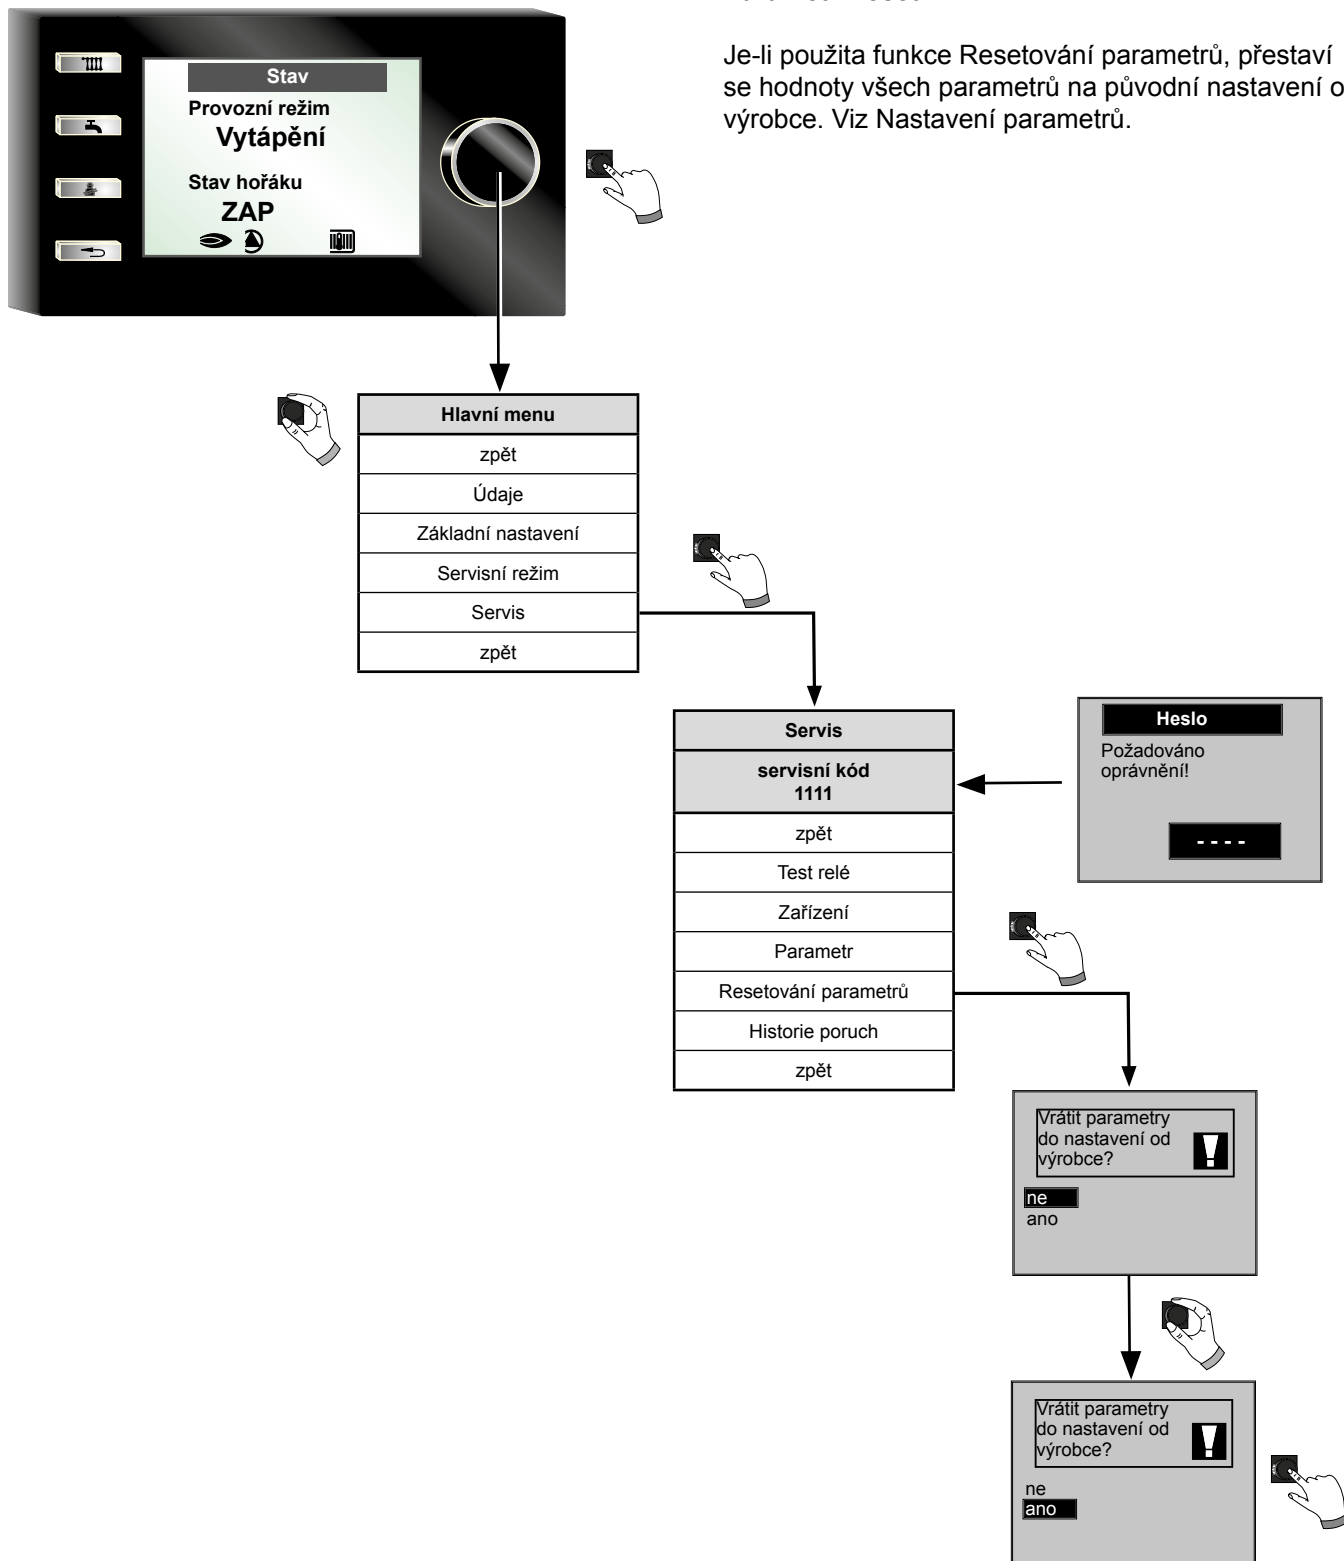 Je-li použita funkce Resetování parametrů, přestaví
se hodnoty všech parametrů na původní nastavení o
výrobce. Viz Nastavení parametrů.
Stav
Provozní režim
Vytápění
Stav hořáku
ZAP
Hlavní menu
zpět
Údaje
Základní nastavení
Servisní režim
Servis
zpět
Servis
servisní kód
1111
zpět
Test relé
Zařízení
Parametr
Resetování parametrů
Historie poruch
zpět
Heslo
Požadováno
oprávnění!
- - - -
Vrátit parametry
do nastavení od
výrobce?
!
ne
ano
Vrátit parametry
do nastavení od
výrobce?
!
ne
ano